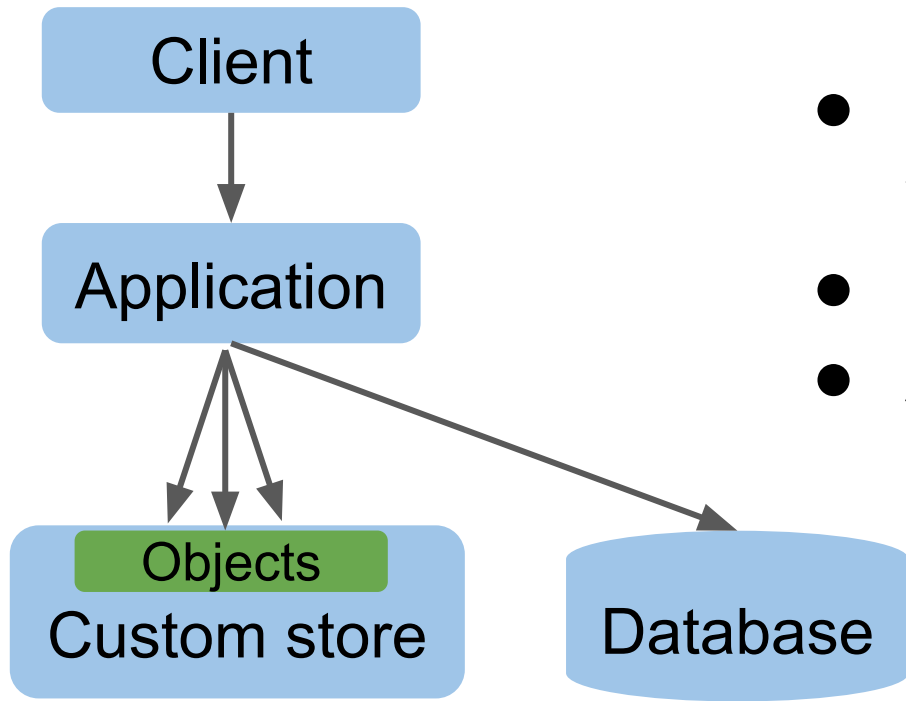 Client
Application
Objects
Custom store
Database